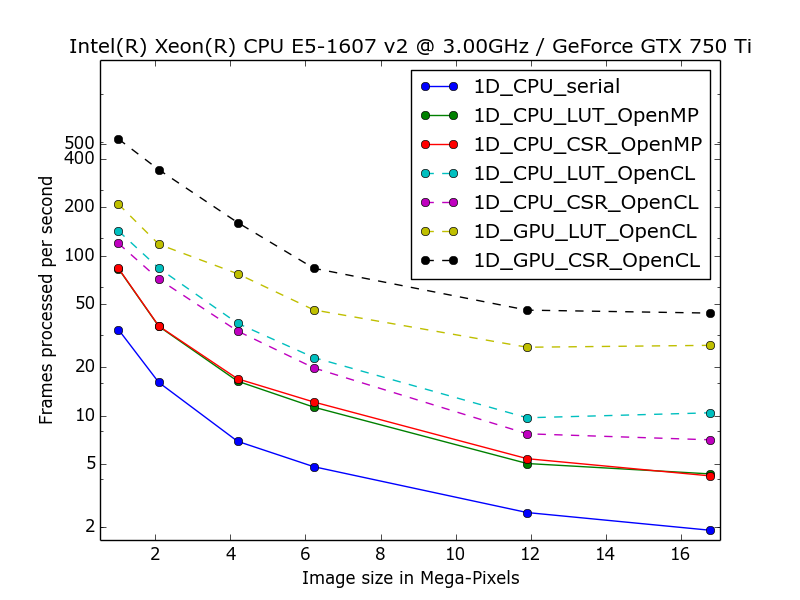 Intel(R) Xeon(R) CPU E5-1607 v2 @ 3.00GHz / GeForce GTX 750 Ti
1D_CPU_serial
1D_CPU_LUT_OpenMP
1D_CPU_CSR_OpenMP
1D_CPU_LUT_OpenCL
1D_CPU_CSR_OpenCL
1D_GPU_LUT_OpenCL
1D_GPU_CSR_OpenCL
Frames processed per second
500
400
200
100
50
20
10
5
2
2 4 6 8 10 12 14 16
Image size in Mega-Pixels